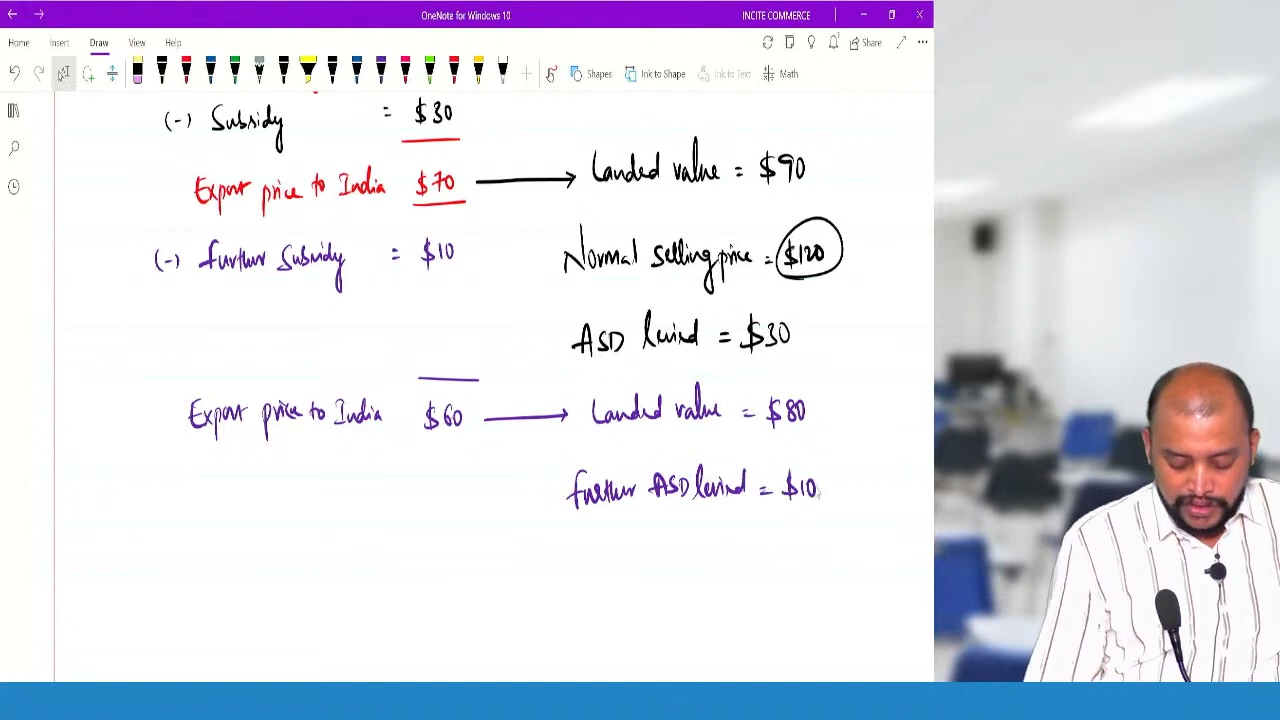 OneNote for Windows 10
INCITE COMMERCE
Home Insert Draw View Help
Share
Shapes Ink to Shape Ink to Text Math
(-) Subsidy = $30
Export price to India $70 → Landed value = $90
(-) further Subsidy = $10
Normal selling price = $120
ASD levied = $30
Export price to India $60 → Landed value = $80
further ASD levied = $10